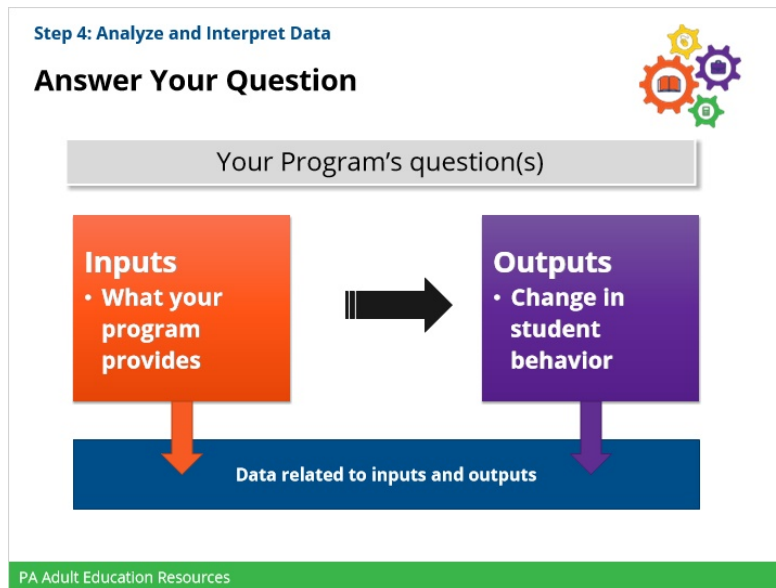 Step 4: Analyze and Interpret Data
Answer Your Question
Your Program’s question(s)
Inputs
• What your
program
provides
Outputs
• Change in
student
behavior
Data related to inputs and outputs
PA Adult Education Resources